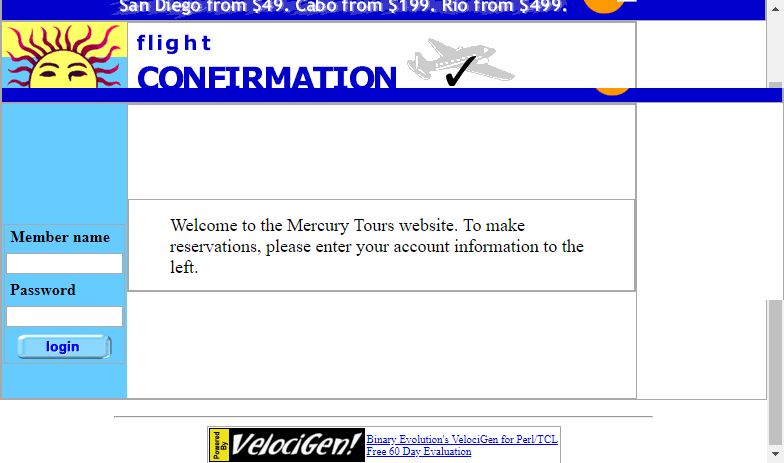 San Diego from $49. Cabo from $199. Rio from $499.
flight
CONFIRMATION
Welcome to the Mercury Tours website. To make
reservations, please enter your account information to the
left.
Member name
Password
login
Powered By
VelociGen!
Binary Evolution's VelociGen for Perl/TCL
Free 60 Day Evaluation